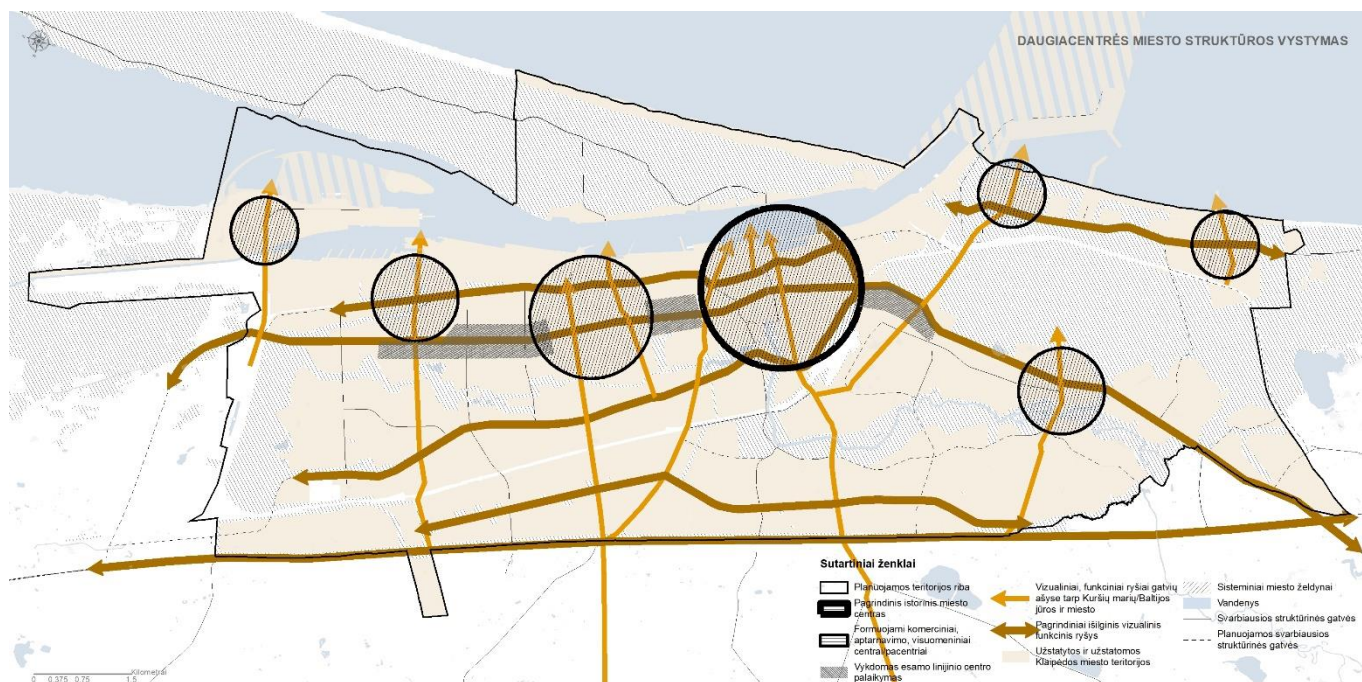 DAUGIACENTRĖS MIESTO STRUKTŪROS VYSTYMAS
Sutartiniai ženklai
Planuojamos teritorijos riba
Pagrindinis istorinis miesto
centras
Formuojami komerciniai,
aptarnavimo, visuomeniniai
centrai/pacentriai
Vykdomas esamo linijinio centro
palaikymas
Vizualiniai, funkciniai ryšiai gatvių
ašyse tarp Kuršių marių/Baltijos
jūros ir miesto
Pagrindiniai išilginis vizualinis
funkcinis ryšys
Užstatytos ir užstatomos
Klaipėdos miesto teritorijos
Sisteminiai miesto želdynai
Vandenys
Svarbiausios struktūrinės gatvės
Planuojamos svarbiausios
struktūrinės gatvės
Kilometrai
0 0.375 0.75 1.5